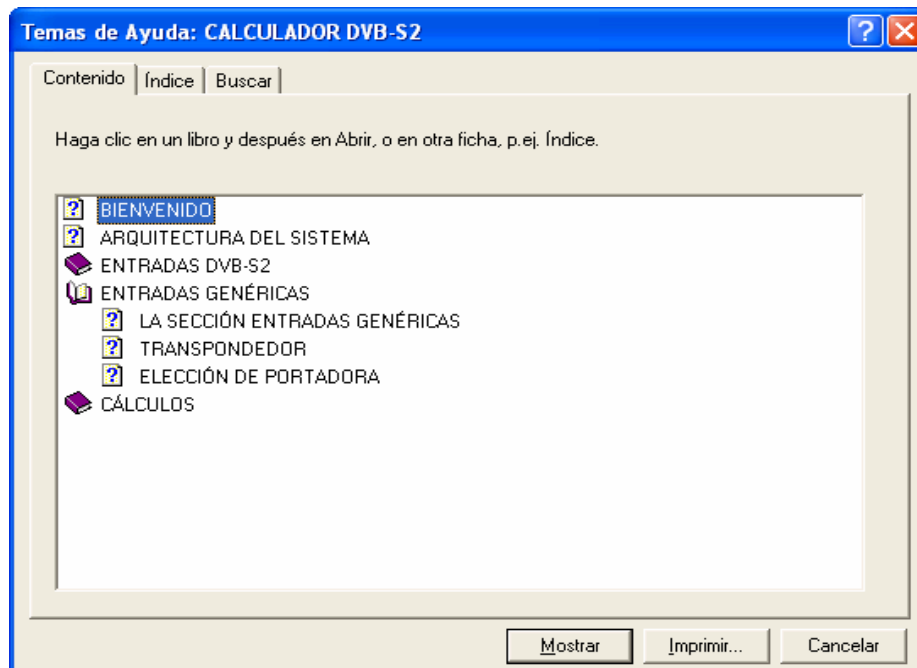 Temas de Ayuda: CALCULADOR DVB-S2
Contenido Índice Buscar
Haga clic en un libro y después en Abrir, o en otra ficha, p.ej. Índice.
BIENVENIDO
ARQUITECTURA DEL SISTEMA
ENTRADAS DVB-S2
ENTRADAS GENÉRICAS
LA SECCIÓN ENTRADAS GENÉRICAS
TRANSPONDEDOR
ELECCIÓN DE PORTADORA
CÁLCULOS
Mostrar Imprimir... Cancelar